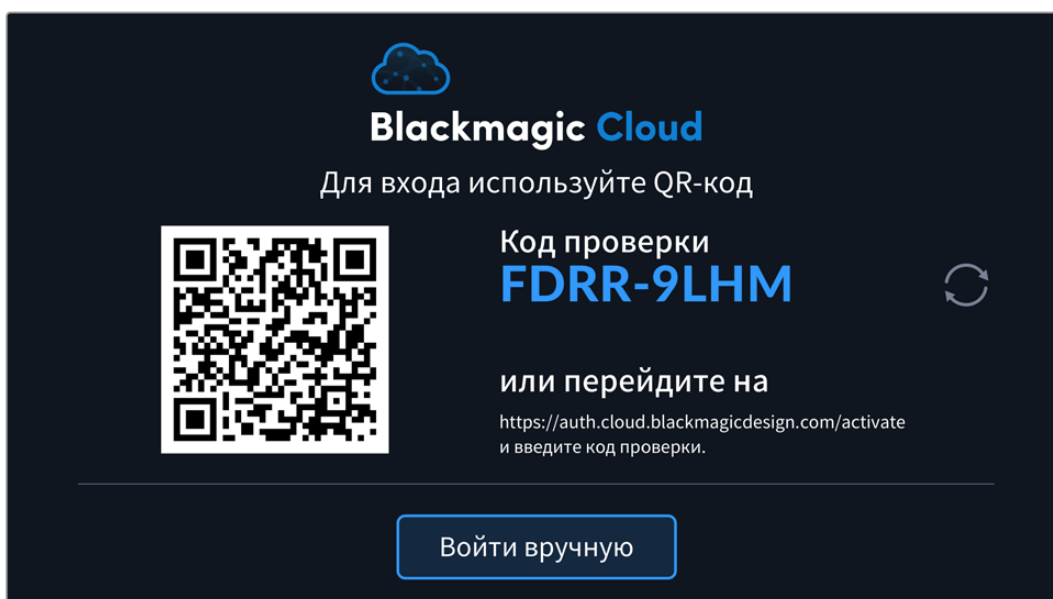 Blackmagic Cloud
Для входа используйте QR-код
Код проверки
FDRR-9LHM
или перейдите на
https://auth.cloud.blackmagicdesign.com/activate
и введите код проверки.
Войти вручную